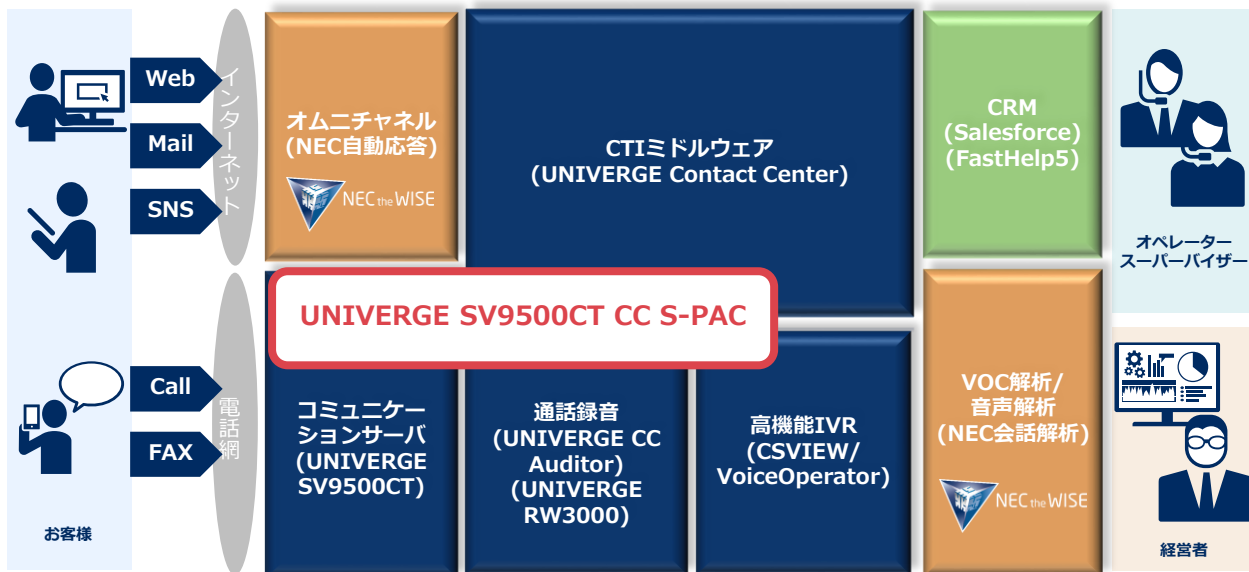 Web
Mail
SNS
インターネット
Call
FAX
電話網
お客様
オムニチャネル
(NEC自動応答)
NEC the WISE
CTIミドルウェア
(UNIVERGE Contact Center)
CRM
(Salesforce)
(FastHelp5)
オペレーター
スーパーバイザー
UNIVERGE SV9500CT CC S-PAC
コミュニケー
ションサーバ
(UNIVERGE
SV9500CT)
通話録音
(UNIVERGE CC
Auditor)
(UNIVERGE
RW3000)
高機能IVR
(CSVIEW/
VoiceOperator)
VOC解析/
音声解析
(NEC会話解析)
NEC the WISE
経営者